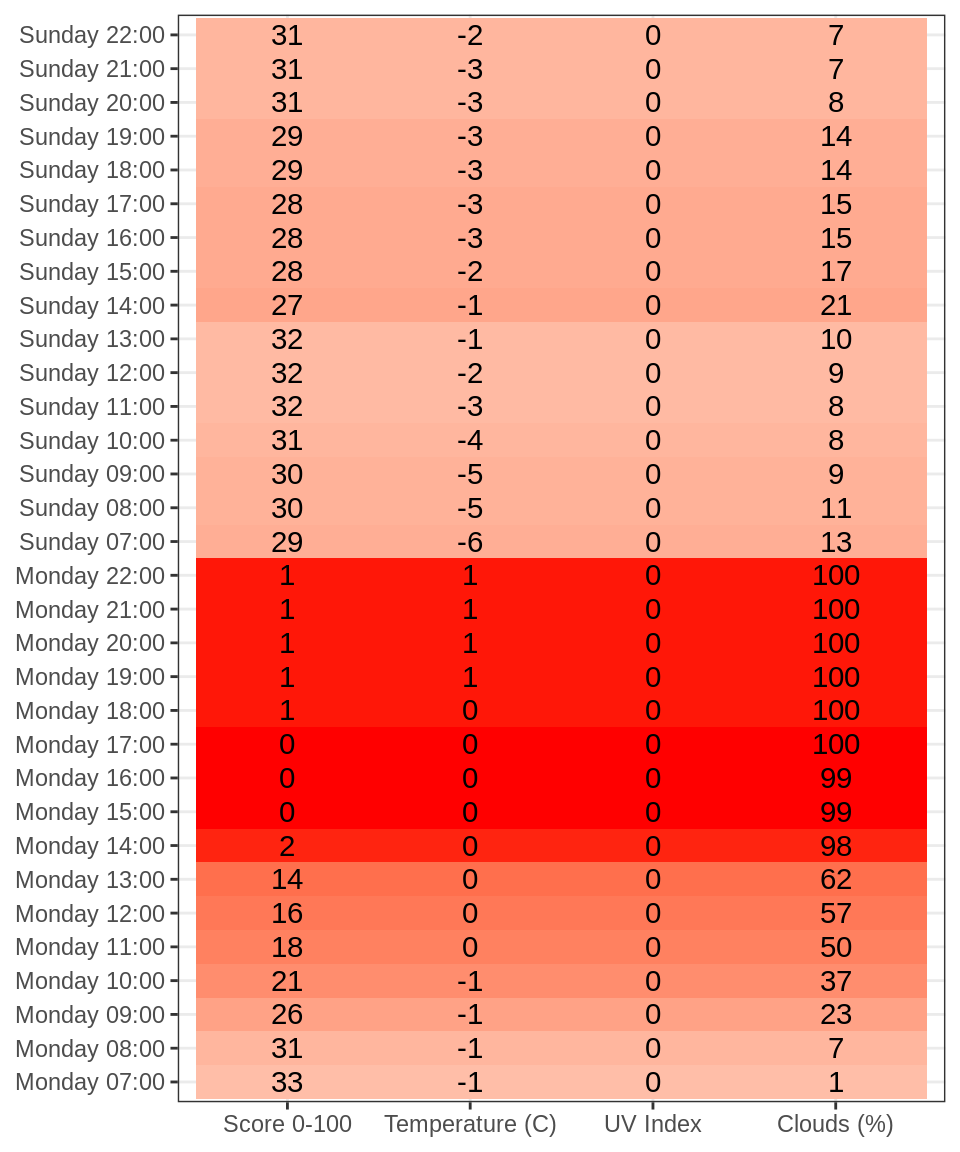 Sunday 22:00 31 -2 0 7
Sunday 21:00 31 -3 0 7
Sunday 20:00 31 -3 0 8
Sunday 19:00 29 -3 0 14
Sunday 18:00 29 -3 0 14
Sunday 17:00 28 -3 0 15
Sunday 16:00 28 -3 0 15
Sunday 15:00 28 -2 0 17
Sunday 14:00 27 -1 0 21
Sunday 13:00 32 -1 0 10
Sunday 12:00 32 -2 0 9
Sunday 11:00 32 -3 0 8
Sunday 10:00 31 -4 0 8
Sunday 09:00 30 -5 0 9
Sunday 08:00 30 -5 0 11
Sunday 07:00 29 -6 0 13
Monday 22:00 1 1 0 100
Monday 21:00 1 1 0 100
Monday 20:00 1 1 0 100
Monday 19:00 1 1 0 100
Monday 18:00 1 0 0 100
Monday 17:00 0 0 0 100
Monday 16:00 0 0 0 99
Monday 15:00 0 0 0 99
Monday 14:00 2 0 0 98
Monday 13:00 14 0 0 62
Monday 12:00 16 0 0 57
Monday 11:00 18 0 0 50
Monday 10:00 21 -1 0 37
Monday 09:00 26 -1 0 23
Monday 08:00 31 -1 0 7
Monday 07:00 33 -1 0 1
Score 0-100 Temperature (C) UV Index Clouds (%)